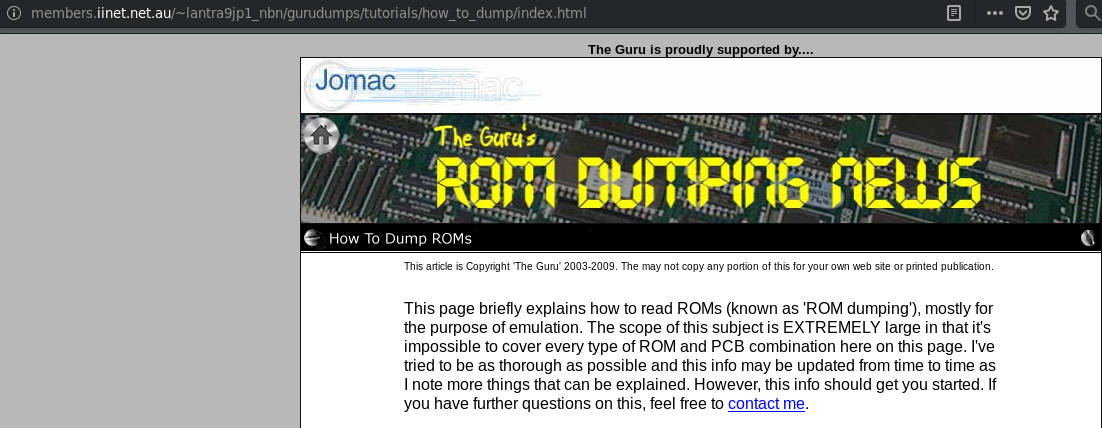 members.iinet.net.au/~lantra9jp1_nbn/gurudumps/tutorials/how_to_dump/index.html
The Guru is proudly supported by....
Jomac Jomac
The Guru's
ROM DUMPING NEWS
How To Dump ROMs
This article is Copyright 'The Guru' 2003-2009. The may not copy any portion of this for your own web site or printed publication.
This page briefly explains how to read ROMs (known as 'ROM dumping'), mostly for
the purpose of emulation. The scope of this subject is EXTREMELY large in that it's
impossible to cover every type of ROM and PCB combination here on this page. I've
tried to be as thorough as possible and this info may be updated from time to time as
I note more things that can be explained. However, this info should get you started. If
you have further questions on this, feel free to contact me.